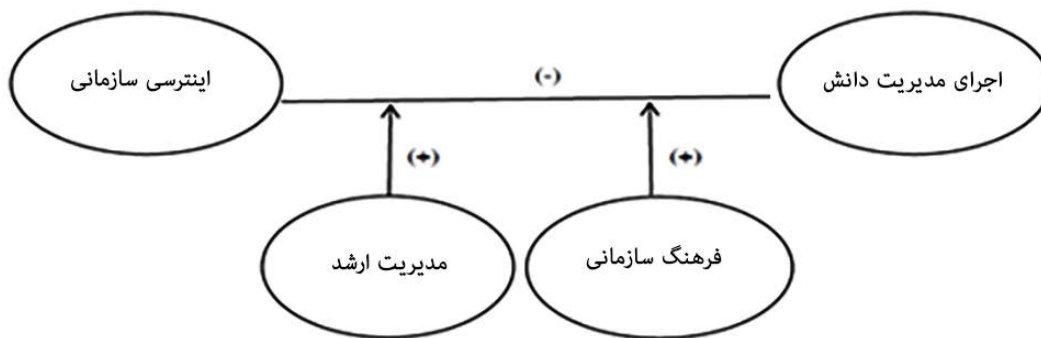 اجرای مدیریت دانش
(-)
اینترسی سازمانی
(+)
(+)
فرهنگ سازمانی
مدیریت ارشد